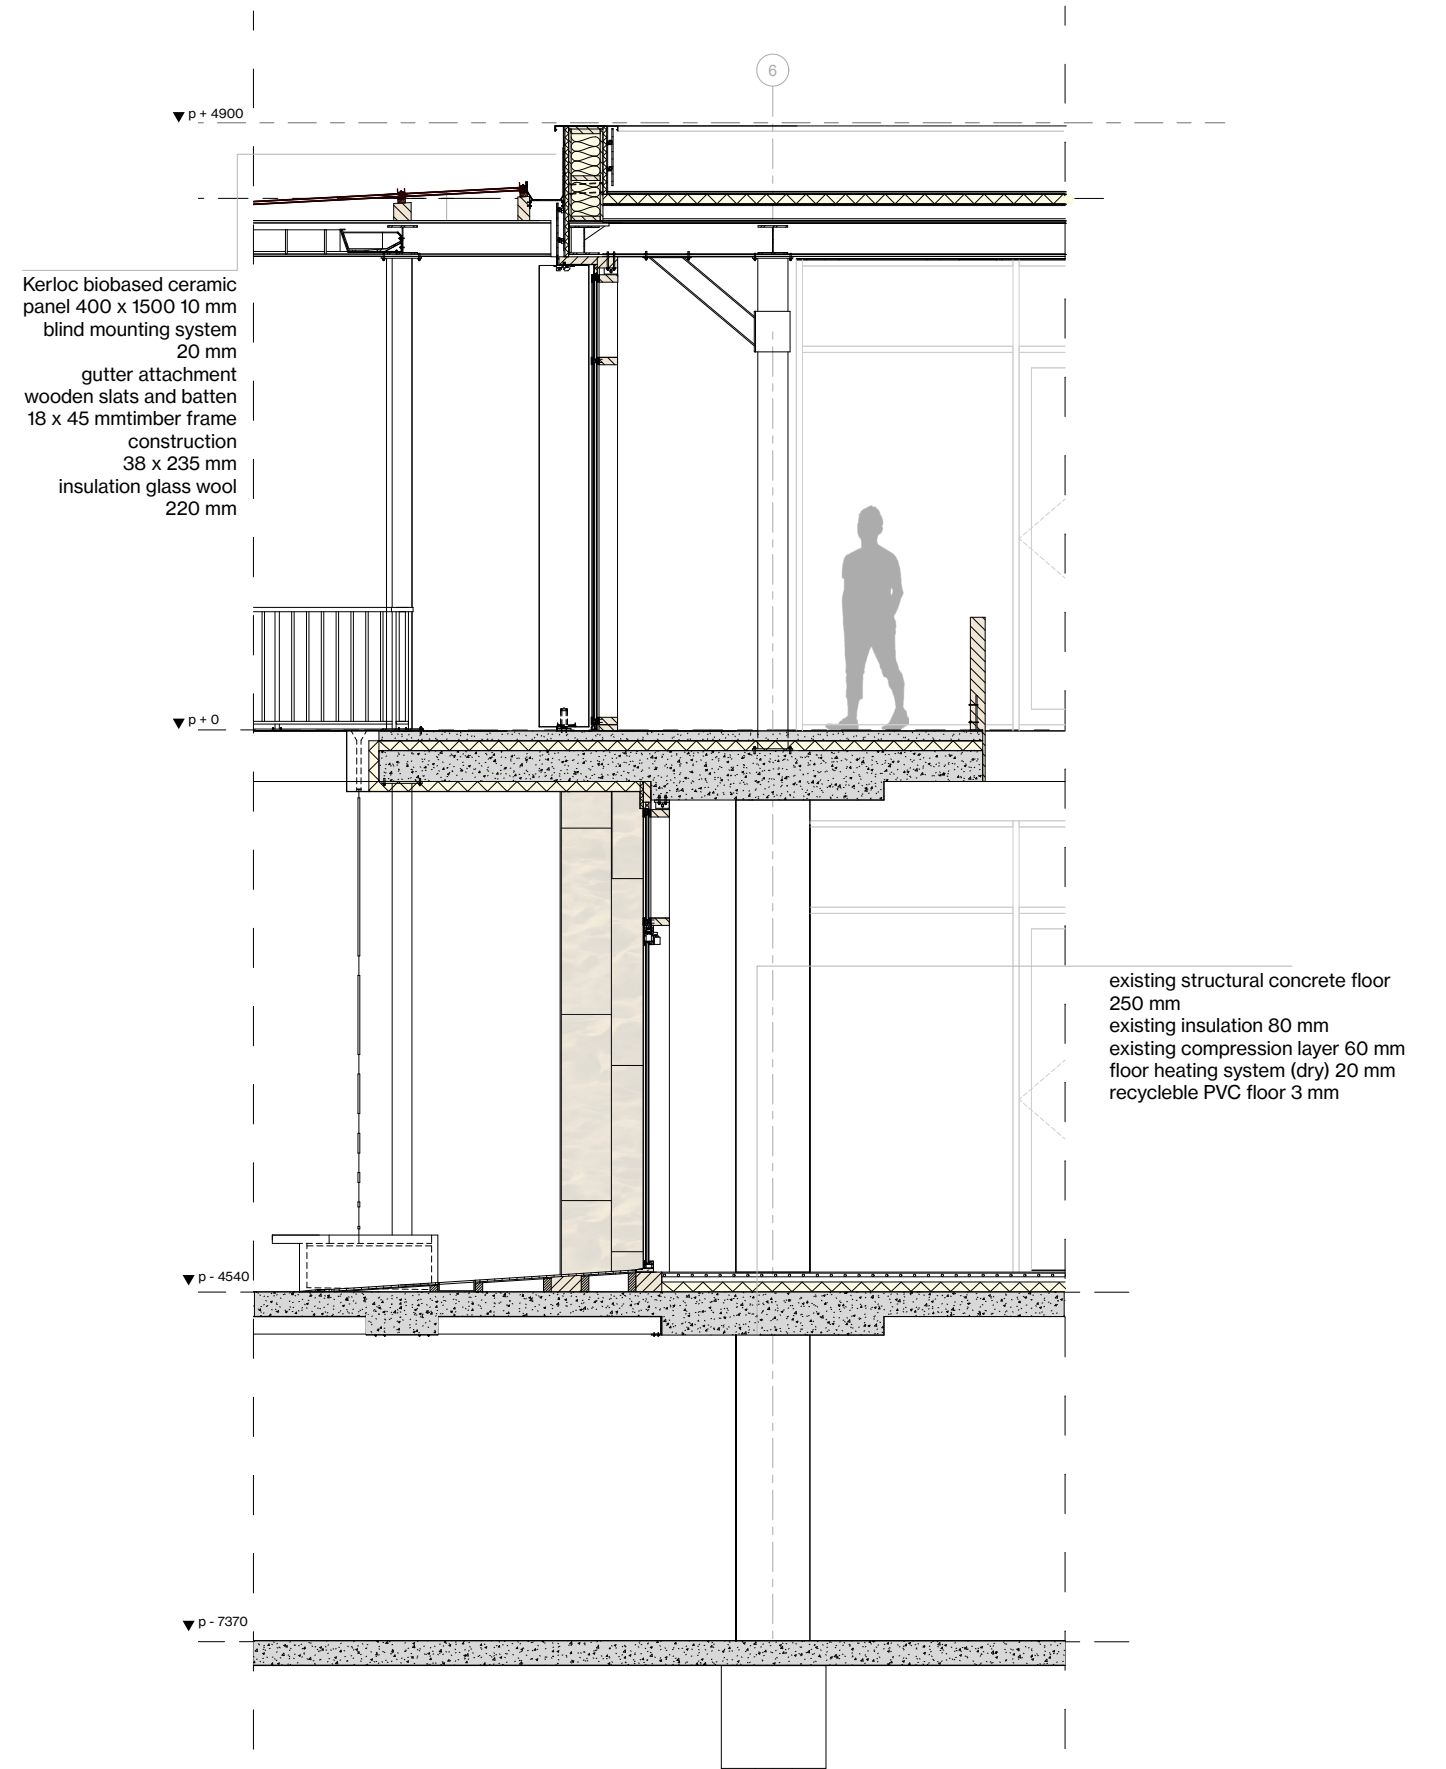 6
p + 4900
Kerloc biobased ceramic
panel 400 x 1500 10 mm
blind mounting system
20 mm
gutter attachment
wooden slats and batten
18 x 45 mmtimber frame
construction
38 x 235 mm
insulation glass wool
220 mm
p + 0
existing structural concrete floor
250 mm
existing insulation 80 mm
existing compression layer 60 mm
floor heating system (dry) 20 mm
recycleble PVC floor 3 mm
p - 4540
p - 7370